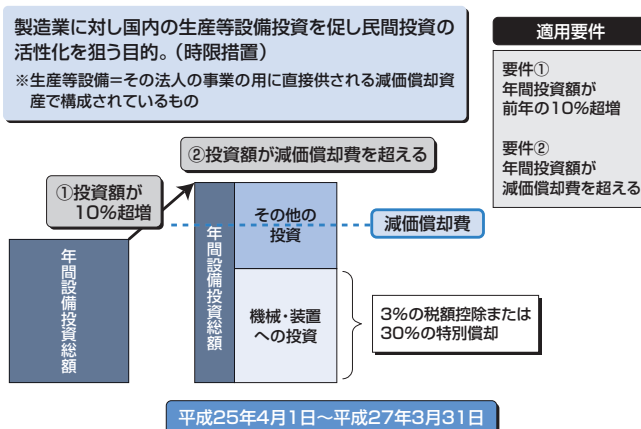 製造業に対し国内の生産等設備投資を促し民間投資の
活性化を狙う目的。（時限措置）
※生産等設備＝その法人の事業の用に直接供される減価償却資
産で構成されているもの
適用要件
要件①
年間投資額が
前年の10％超増
要件②
年間投資額が
減価償却費を超える
②投資額が減価償却費を超える
①投資額が
10％超増
年間設備投資総額
年間設備投資総額
その他の
投資
減価償却費
機械・装置
への投資
3％の税額控除または
30％の特別償却
平成25年4月1日～平成27年3月31日